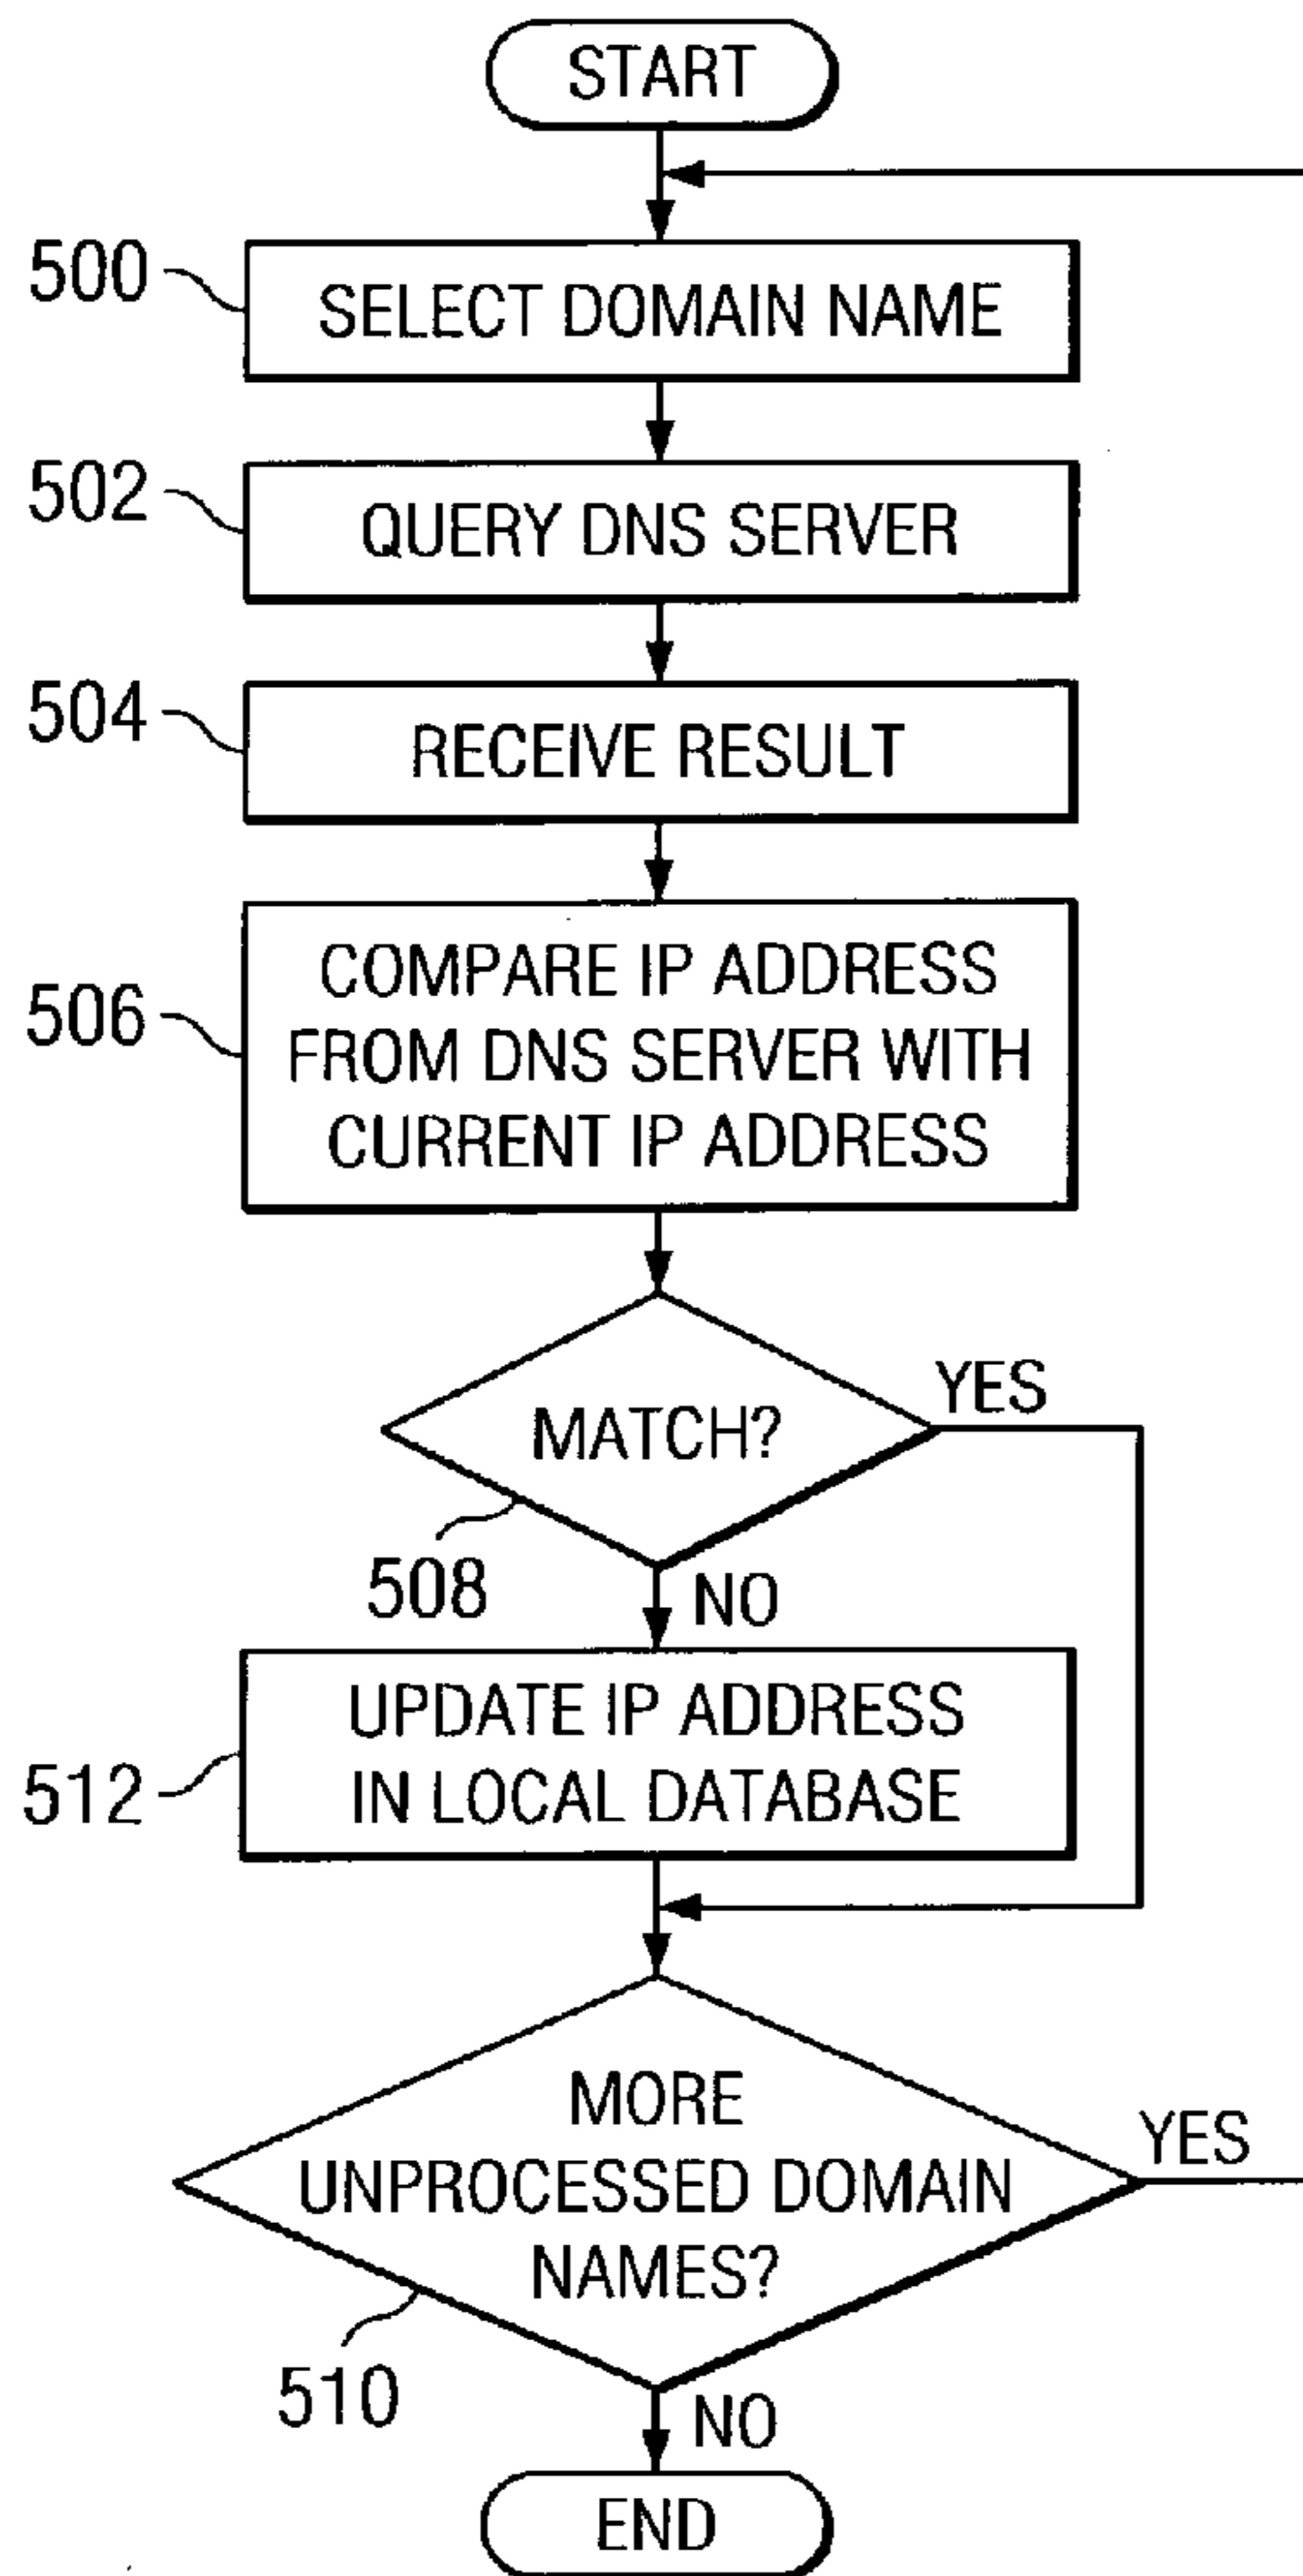 START
500
SELECT DOMAIN NAME
502
QUERY DNS SERVER
504
RECEIVE RESULT
506
COMPARE IP ADDRESS
FROM DNS SERVER WITH
CURRENT IP ADDRESS
MATCH?
YES
508
NO
512
UPDATE IP ADDRESS
IN LOCAL DATABASE
MORE
UNPROCESSED DOMAIN
NAMES?
YES
510
NO
END